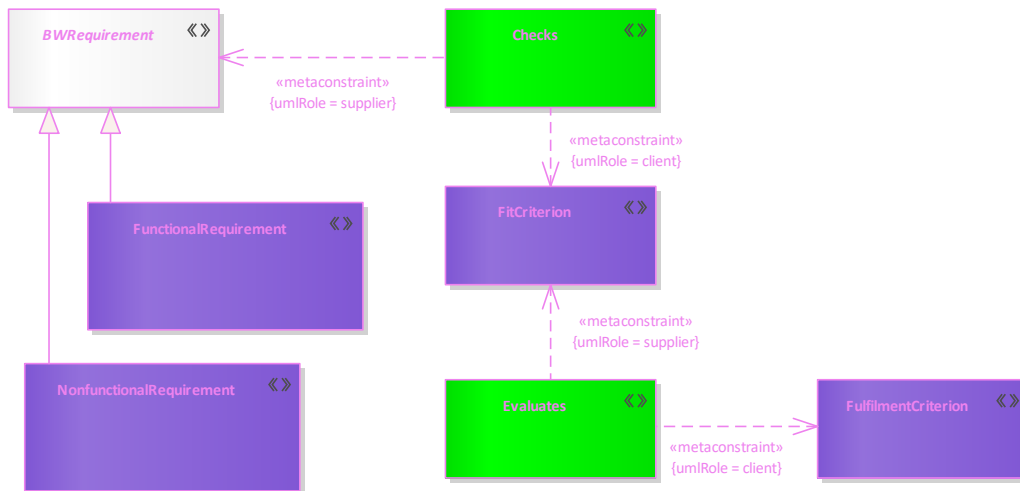 BWRequirement «»
Checks «»
«metaconstraint»
{umlRole = supplier}
«metaconstraint»
{umlRole = client}
FitCriterion «»
FunctionalRequirement «»
«metaconstraint»
{umlRole = supplier}
NonfunctionalRequirement «»
Evaluates «»
FulfilmentCriterion «»
«metaconstraint»
{umlRole = client}